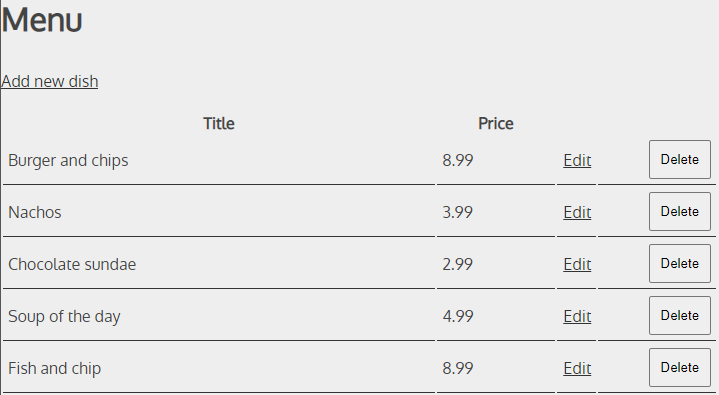 Menu
Add new dish
Title Price
Burger and chips 8.99 Edit Delete
Nachos 3.99 Edit Delete
Chocolate sundae 2.99 Edit Delete
Soup of the day 4.99 Edit Delete
Fish and chip 8.99 Edit Delete